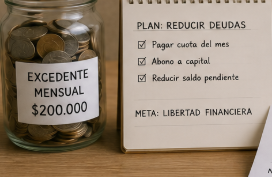 EXCEDENTE
MENSUAL
$200.000
PLAN: REDUCIR DEUDAS
Pagar cuota del mes
Abono a capital
Reducir saldo pendiente
META: LIBERTAD FINANCIERA